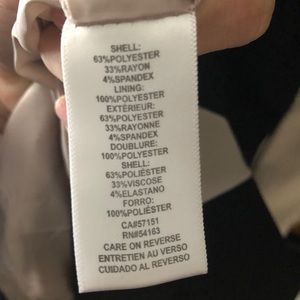 SHELL:
63%POLYESTER
33%RAYON
4%SPANDEX
LINING:
100%POLYESTER
EXTÉRIEUR:
63%POLYESTER
33%RAYONNE
4%SPANDEX
DOUBLURE:
100%POLYESTER
SHELL:
63%POLIÉSTER
33%VISCOSE
4%ELASTANO
FORRO:
100%POLIÉSTER
CA#57151
RN#54163
CARE ON REVERSE
ENTRETIEN AU VERSO
CUIDADO AL REVERSO